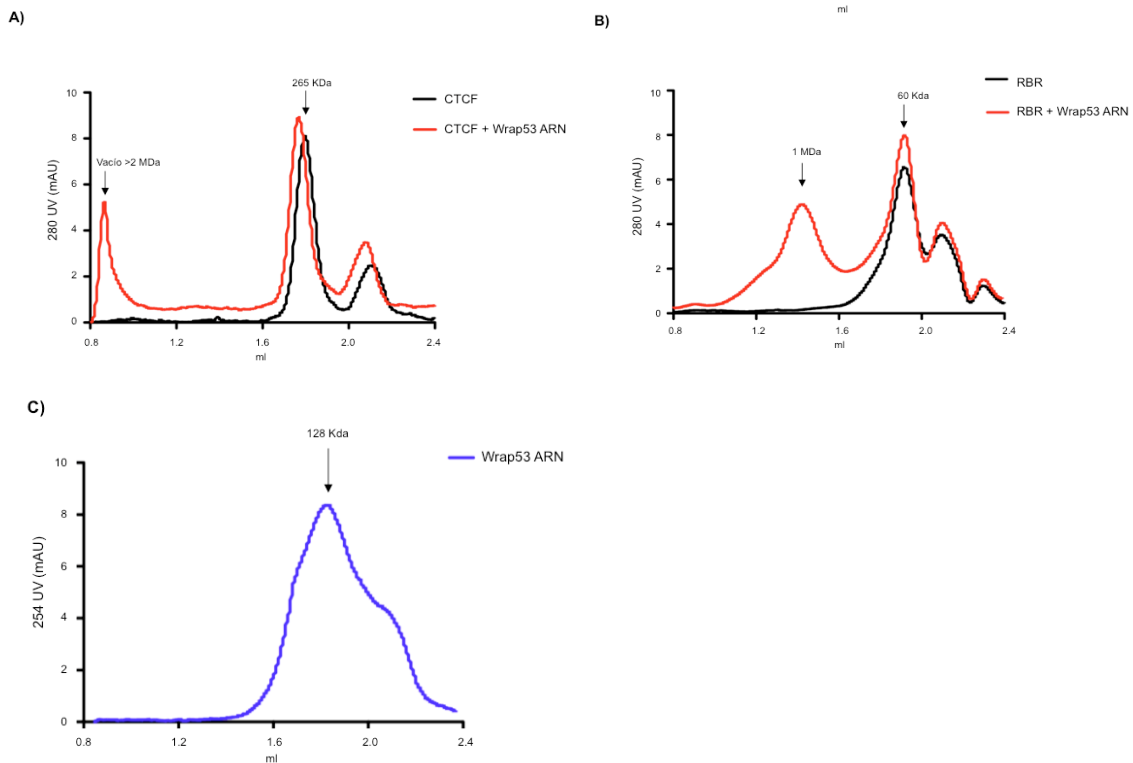 A)
265 KDa
CTCF
CTCF + Wrap53 ARN
Vacío >2 MDa
280 UV (mAU)
10
8
6
4
2
0
0.8
1.2
1.6
2.0
2.4
ml
ml
B)
RBR
RBR + Wrap53 ARN
60 Kda
1 MDa
280 UV (mAU)
10
8
6
4
2
0
0.8
1.2
1.6
2.0
2.4
ml
C)
128 Kda
Wrap53 ARN
254 UV (mAU)
10
8
6
4
2
0
0.8
1.2
1.6
2.0
2.4
ml